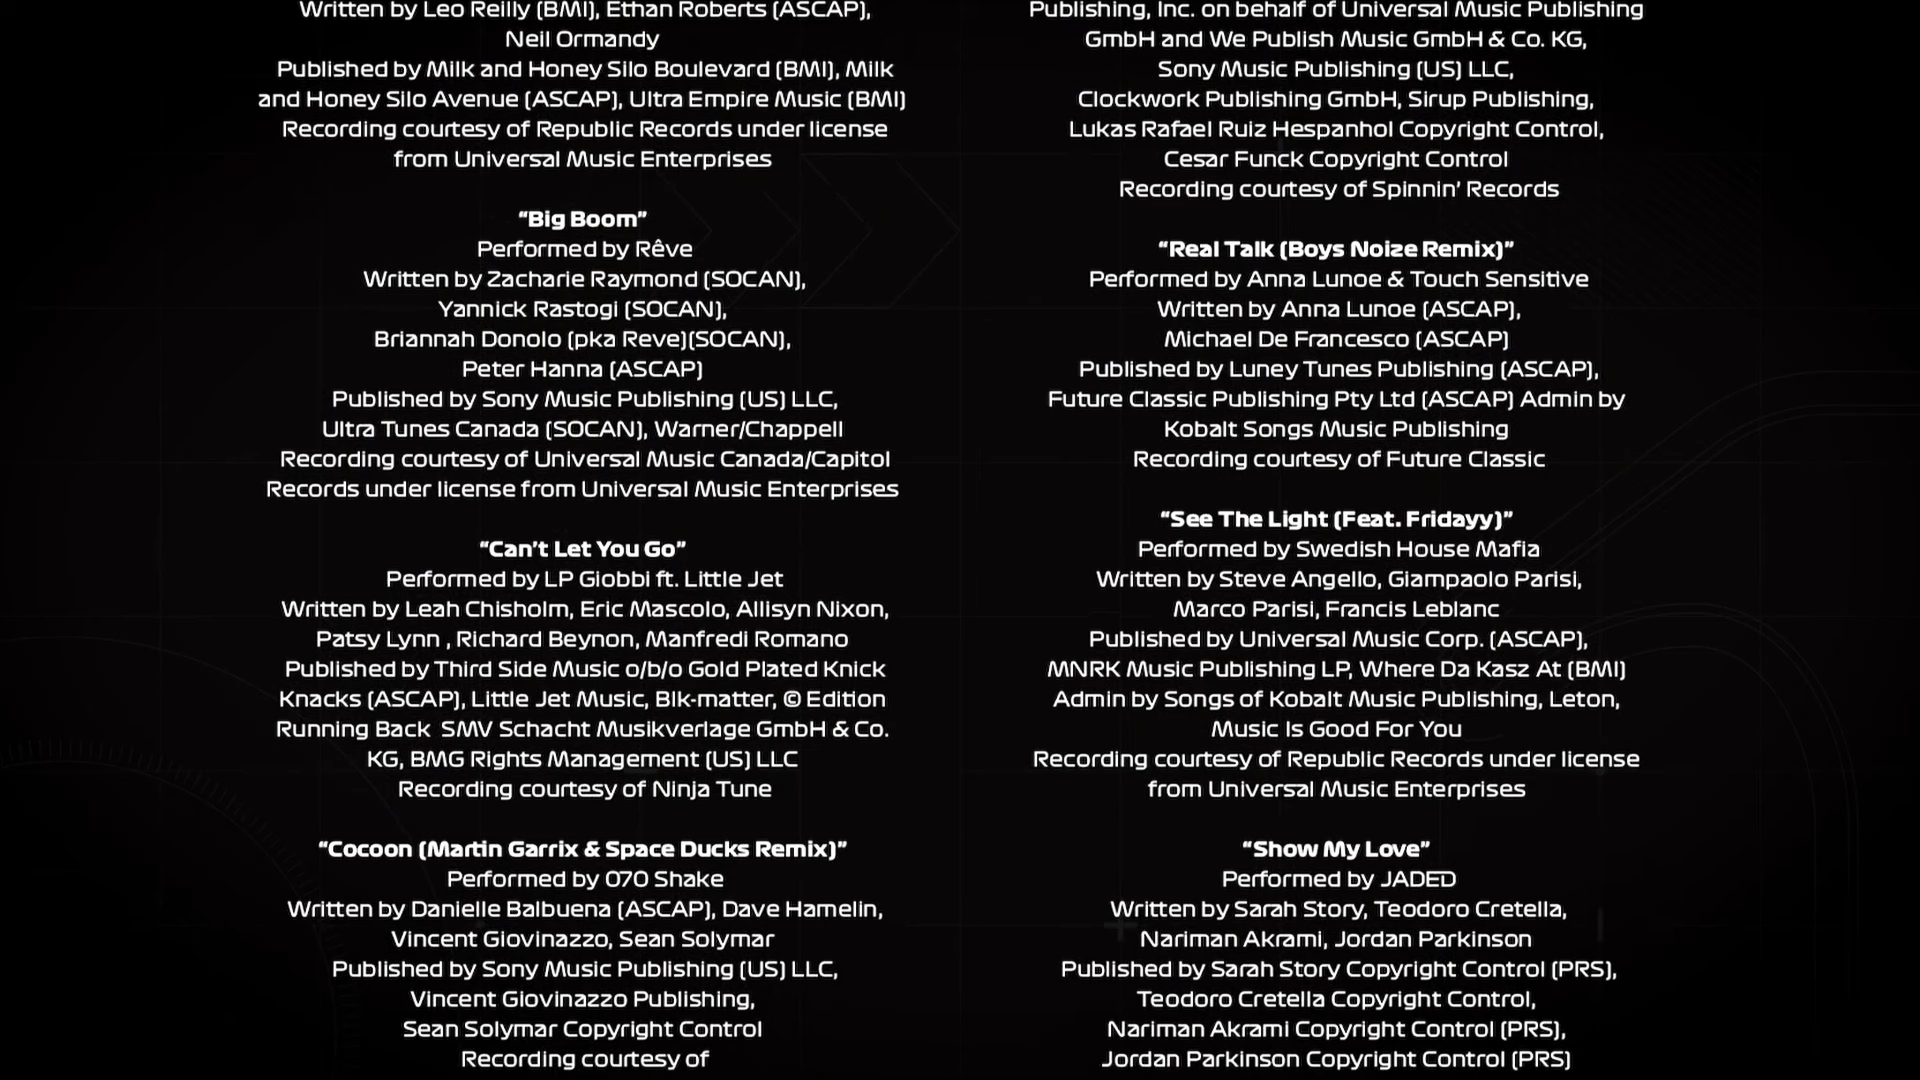 Written by Leo Reilly (BMI), Ethan Roberts (ASCAP),
Neil Ormandy
Published by Milk and Honey Silo Boulevard (BMI), Milk
and Honey Silo Avenue (ASCAP), Ultra Empire Music (BMI)
Recording courtesy of Republic Records under license
from Universal Music Enterprises
“Big Boom”
Performed by Rêve
Written by Zacharie Raymond (SOCAN),
Yannick Rastogi (SOCAN),
Briannah Donolo (pka Reve)(SOCAN),
Peter Hanna (ASCAP)
Published by Sony Music Publishing (US) LLC,
Ultra Tunes Canada (SOCAN), Warner/Chappell
Recording courtesy of Universal Music Canada/Capitol
Records under license from Universal Music Enterprises
“Can’t Let You Go”
Performed by LP Giobbi ft. Little Jet
Written by Leah Chisholm, Eric Mascolo, Allisyn Nixon,
Patsy Lynn , Richard Beynon, Manfredi Romano
Published by Third Side Music o/b/o Gold Plated Knick
Knacks (ASCAP), Little Jet Music, Blk-matter, © Edition
Running Back  SMV Schacht Musikverlage GmbH & Co.
KG, BMG Rights Management (US) LLC
Recording courtesy of Ninja Tune
“Cocoon (Martin Garrix & Space Ducks Remix)”
Performed by 070 Shake
Written by Danielle Balbuena (ASCAP), Dave Hamelin,
Vincent Giovinazzo, Sean Solymar
Published by Sony Music Publishing (US) LLC,
Vincent Giovinazzo Publishing,
Sean Solymar Copyright Control
Recording courtesy of
Publishing, Inc. on behalf of Universal Music Publishing
GmbH and We Publish Music GmbH & Co. KG,
Sony Music Publishing (US) LLC,
Clockwork Publishing GmbH, Sirup Publishing,
Lukas Rafael Ruiz Hespanhol Copyright Control,
Cesar Funck Copyright Control
Recording courtesy of Spinnin’ Records
“Real Talk (Boys Noize Remix)”
Performed by Anna Lunoe & Touch Sensitive
Written by Anna Lunoe (ASCAP),
Michael De Francesco (ASCAP)
Published by Luney Tunes Publishing (ASCAP),
Future Classic Publishing Pty Ltd (ASCAP) Admin by
Kobalt Songs Music Publishing
Recording courtesy of Future Classic
“See The Light (Feat. Fridayy)”
Performed by Swedish House Mafia
Written by Steve Angello, Giampaolo Parisi,
Marco Parisi, Francis Leblanc
Published by Universal Music Corp. (ASCAP),
MNRK Music Publishing LP, Where Da Kasz At (BMI)
Admin by Songs of Kobalt Music Publishing, Leton,
Music Is Good For You
Recording courtesy of Republic Records under license
from Universal Music Enterprises
“Show My Love”
Performed by JADED
Written by Sarah Story, Teodoro Cretella,
Nariman Akrami, Jordan Parkinson
Published by Sarah Story Copyright Control (PRS),
Teodoro Cretella Copyright Control,
Nariman Akrami Copyright Control (PRS),
Jordan Parkinson Copyright Control (PRS)